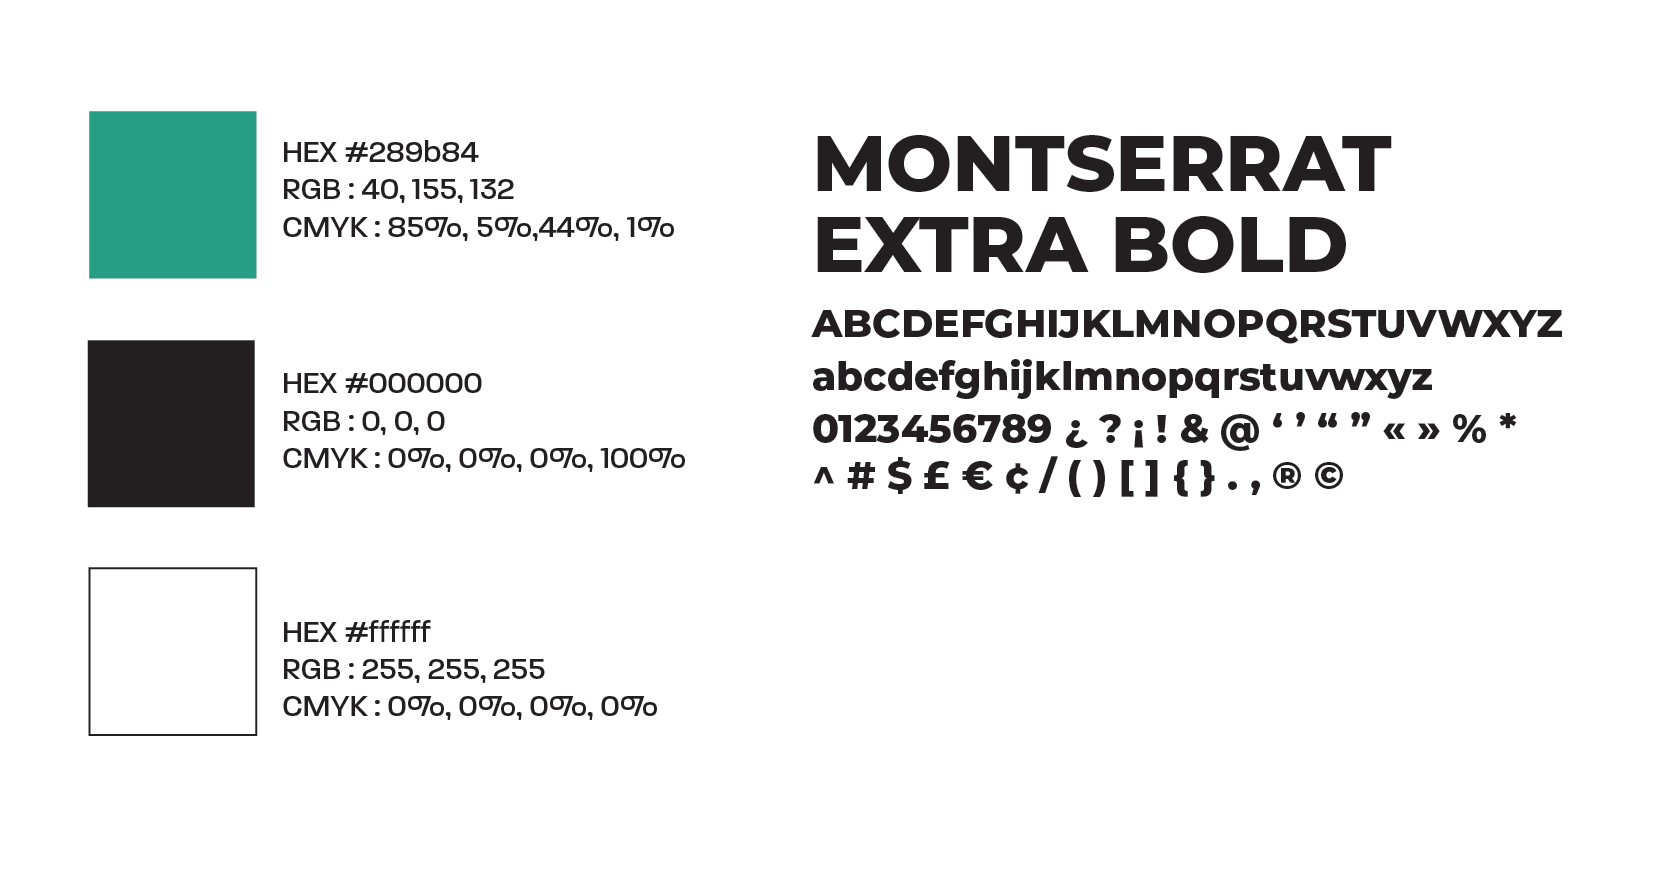 HEX #289b84
RGB : 40, 155, 132
CMYK : 85%, 5%,44%, 1%
HEX #000000
RGB : 0, 0, 0
CMYK : 0%, 0%, 0%, 100%
HEX #ffffff
RGB : 255, 255, 255
CMYK : 0%, 0%, 0%, 0%
MONTSERRAT
EXTRA BOLD
ABCDEFGHIJKLMNOPQRSTUVWXYZ
abcdefghijklmnopqrstuvwxyz
0123456789 ¿ ? ¡ ! & @ ‘ ’ “ ” « » % *
^ # $ £ € ¢ / ( ) [ ] { } . , ® ©